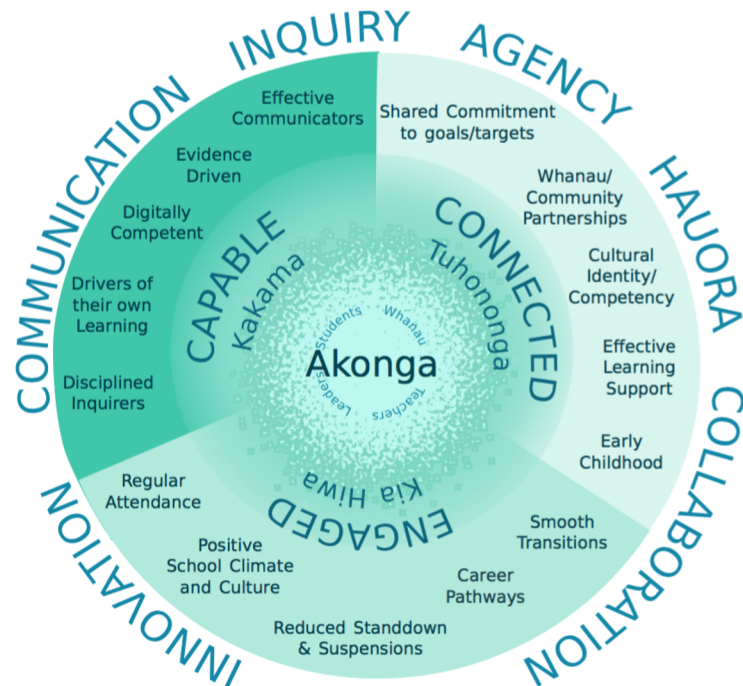 COMMUNICATION
INQUIRY
AGENCY
HAUORA
COLLABORATION
INNOVATION
CAPABLE
Kakama
Effective
Communicators
Evidence
Driven
Digitally
Competent
Drivers of
their own
Learning
Disciplined
Inquirers
CONNECTED
Tuhononga
Shared Commitment
to goals/targets
Whanau/
Community
Partnerships
Cultural
Identity/
Competency
Effective
Learning
Support
Early
Childhood
ENGAGED
Kia Hiwa
Smooth
Transitions
Career
Pathways
Reduced Standdown
& Suspensions
Positive
School Climate
and Culture
Regular
Attendance
Akonga
Students
Whanau
Teachers
Leaders